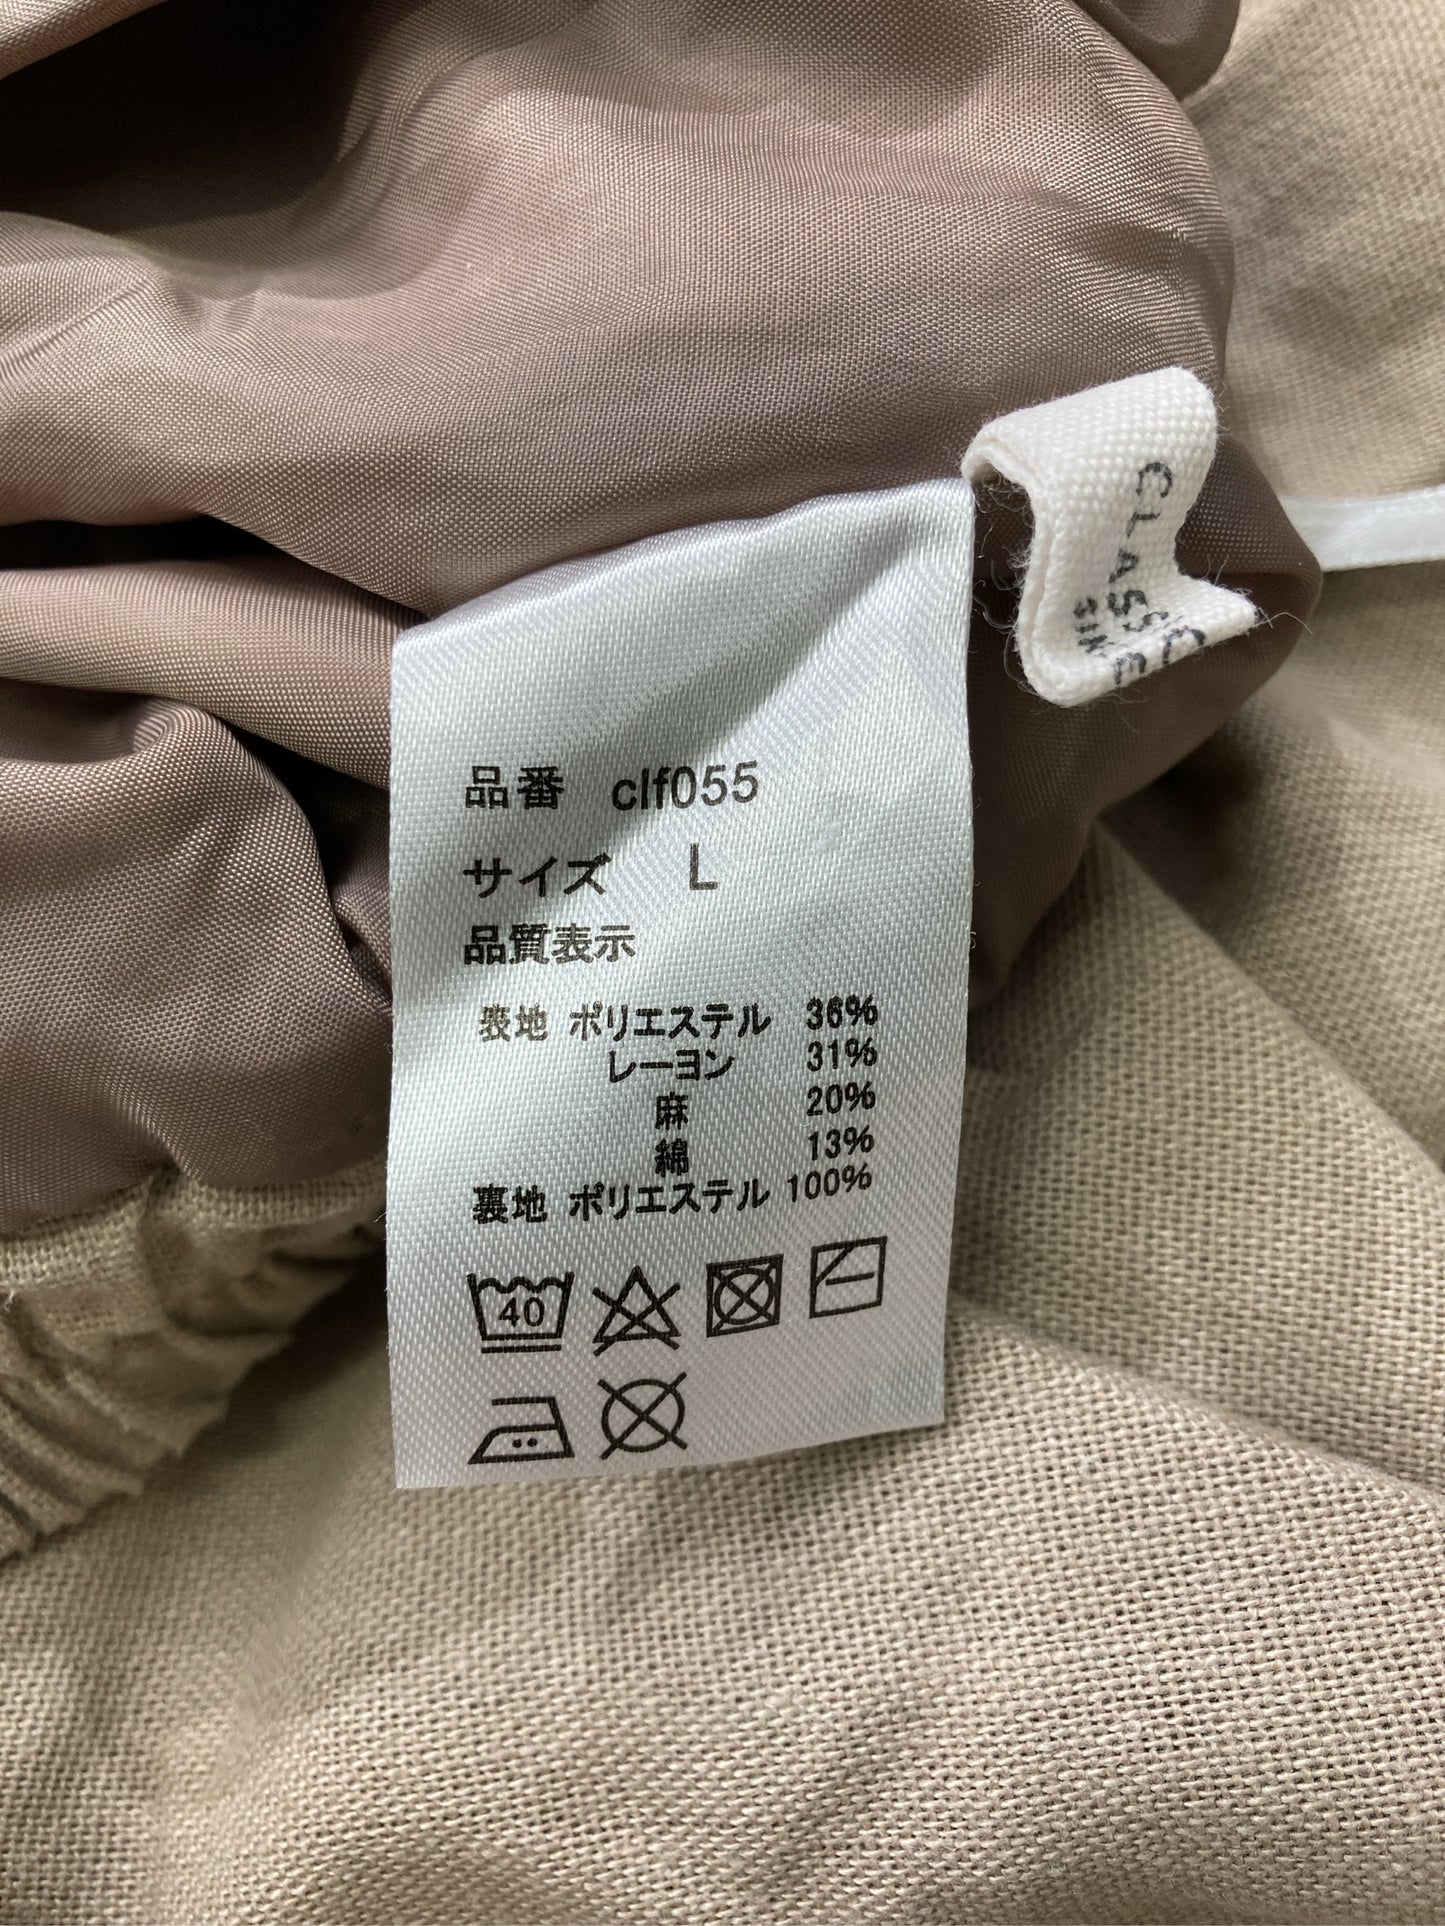 CLASSIC
SINCE
品番 clf055
サイズ L
品質表示
表地 ポリエステル 36%
レーヨン 31%
麻 20%
綿 13%
裏地 ポリエステル 100%
40